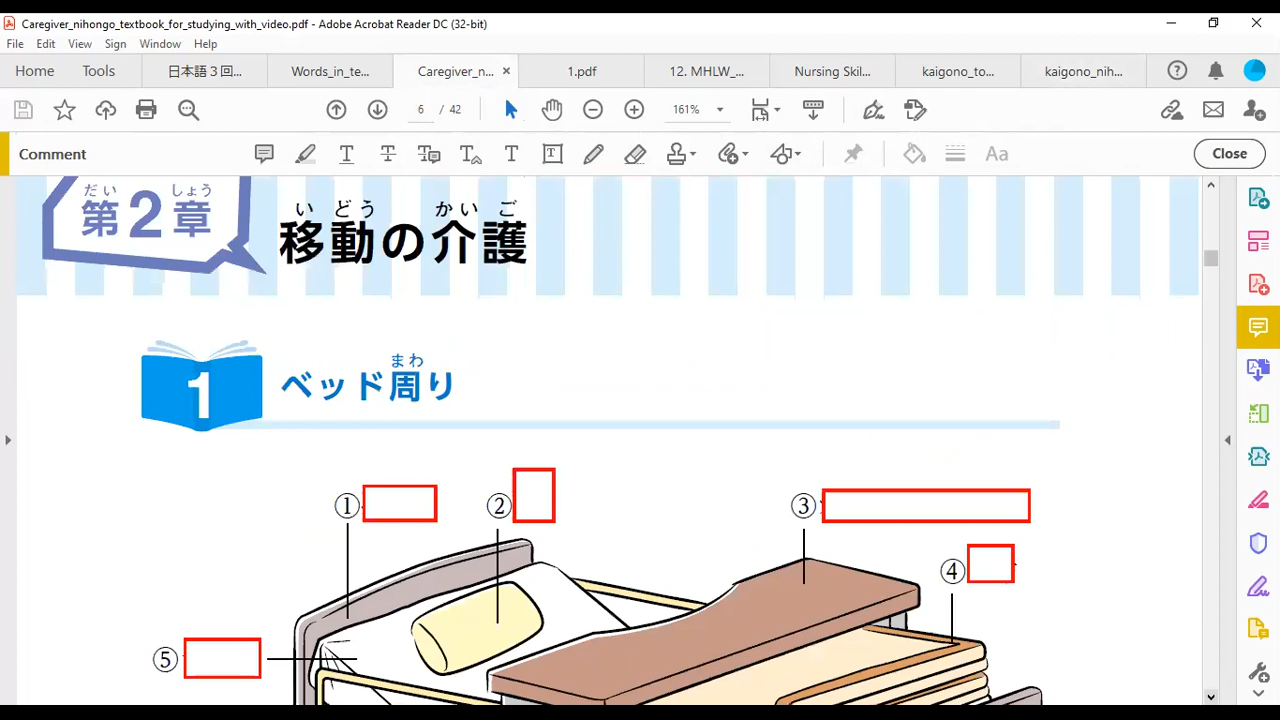 Caregiver_nihongo_textbook_for_studying_with_video.pdf - Adobe Acrobat Reader DC (32-bit)
File Edit View Sign Window Help
Home Tools 日本語３回... Words_in_te... Caregiver_n... × 1.pdf 12. MHLW_... Nursing Skil... kaigono_to... kaigono_nih...
6 / 42 161%
Comment Close
だい しょう
第2章
いどう かいご
移動の介護
まわ
1 ベッド周り
① ② ③
④
⑤